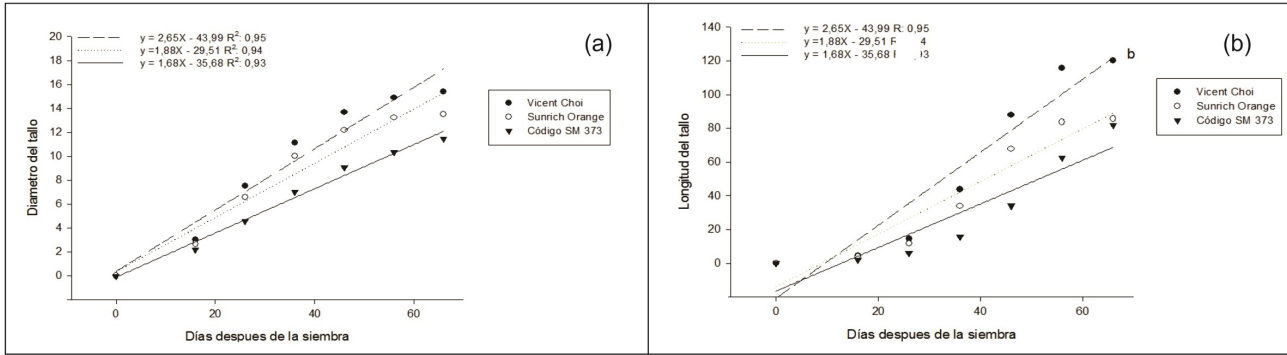 y = 2,65X - 43,99 R²: 0,95
y =1,88X - 29,51 R²: 0,94
y = 1,68X - 35,68 R²: 0,93
(a)
20
18
16
14
12
10
8
6
4
2
0
Diametro del tallo
0 20 40 60
Días despues de la siembra
Vicent Choi
Sunrich Orange
Código SM 373
y = 2,65X - 43,99 R: 0,95
y =1,88X - 29,51 R 4
y = 1,68X - 35,68 93
(b)
b
140
120
100
80
60
40
20
0
Longitud del tallo
0 20 40 60
Días despues de la siembra
Vicent Choi
Sunrich Orange
Código SM 373